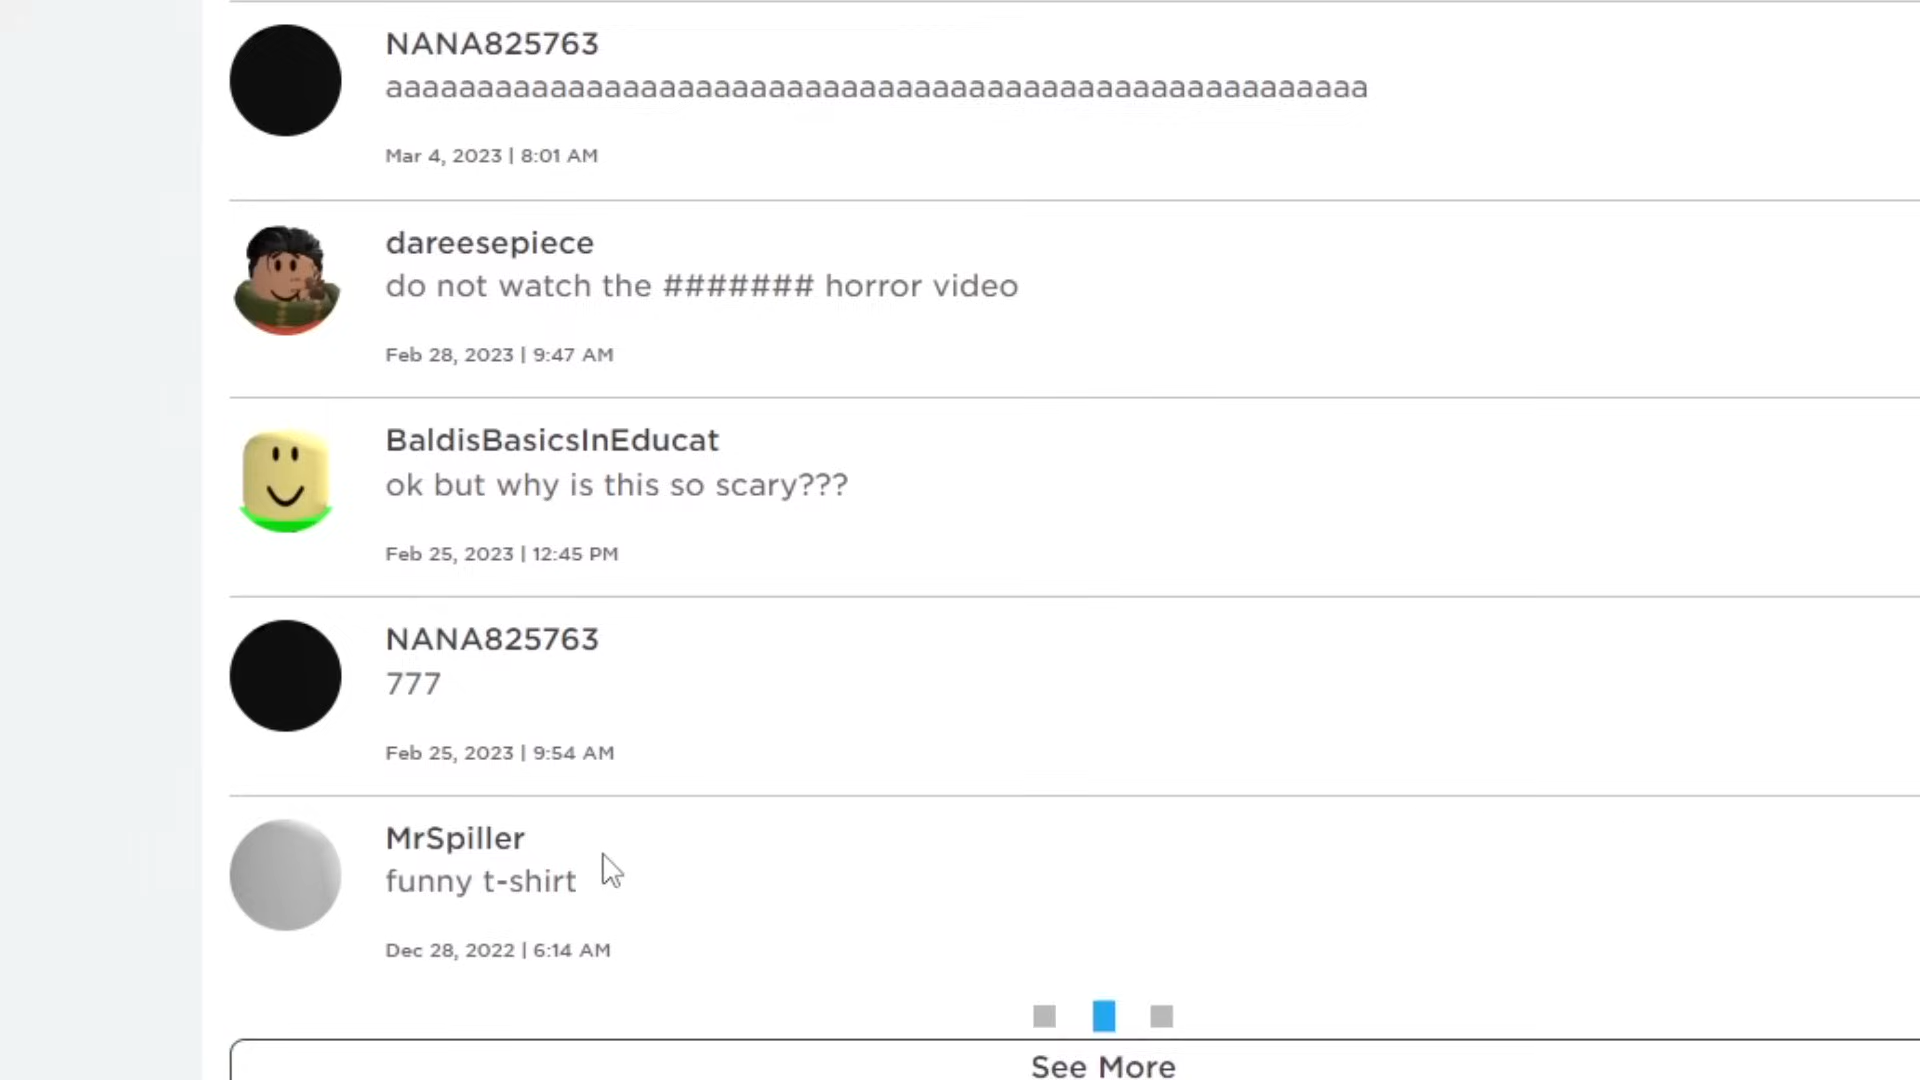 NANA825763
aaaaaaaaaaaaaaaaaaaaaaaaaaaaaaaaaaaaaaaaaaaaaaaaaaaaaa
Mar 4, 2023 | 8:01 AM
dareesepiece
do not watch the ####### horror video
Feb 28, 2023 | 9:47 AM
BaldisBasicsInEducat
ok but why is this so scary???
Feb 25, 2023 | 12:45 PM
NANA825763
777
Feb 25, 2023 | 9:54 AM
MrSpiller
funny t-shirt
Dec 28, 2022 | 6:14 AM
See More